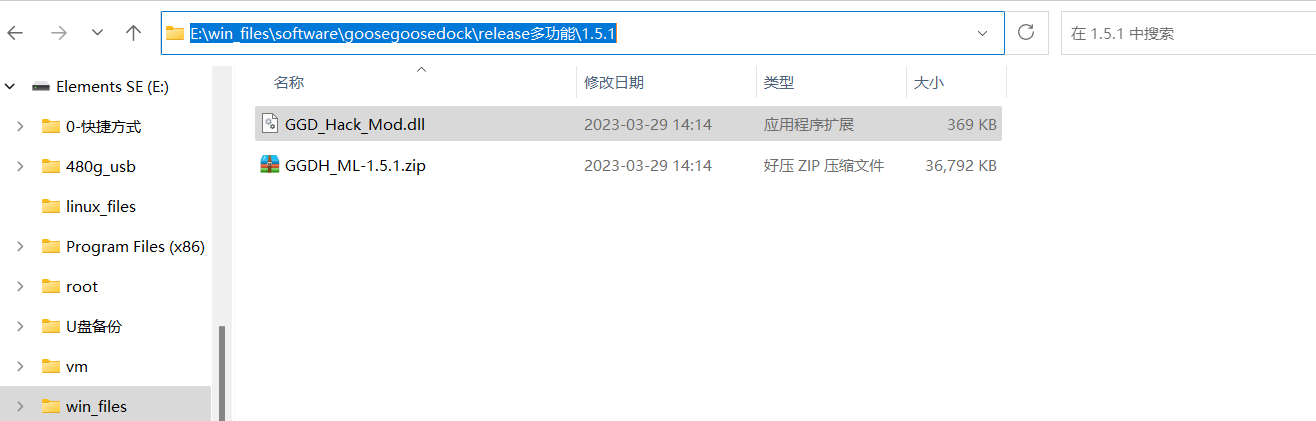 E:\win_files\software\goosegoosedock\release多功能\1.5.1
在 1.5.1 中搜索
Elements SE (E:)
0-快捷方式
480g_usb
linux_files
Program Files (x86)
root
U盘备份
vm
win_files
名称 修改日期 类型 大小
GGD_Hack_Mod.dll 2023-03-29 14:14 应用程序扩展 369 KB
GGDH_ML-1.5.1.zip 2023-03-29 14:14 好压 ZIP 压缩文件 36,792 KB